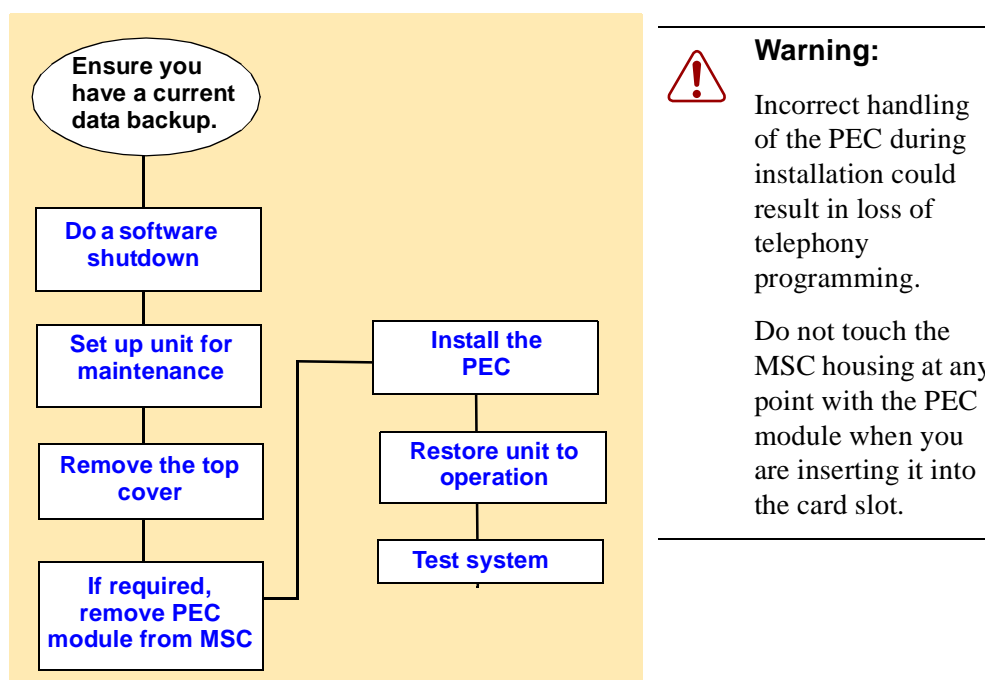 Ensure you
have a current
data backup.
Do a software
shutdown
Set up unit for
maintenance
Remove the top
cover
If required,
remove PEC
module from MSC
Install the
PEC
Restore unit to
operation
Test system
Warning:
Incorrect handling
of the PEC during
installation could
result in loss of
telephony
programming.
Do not touch the
MSC housing at any
point with the PEC
module when you
are inserting it into
the card slot.